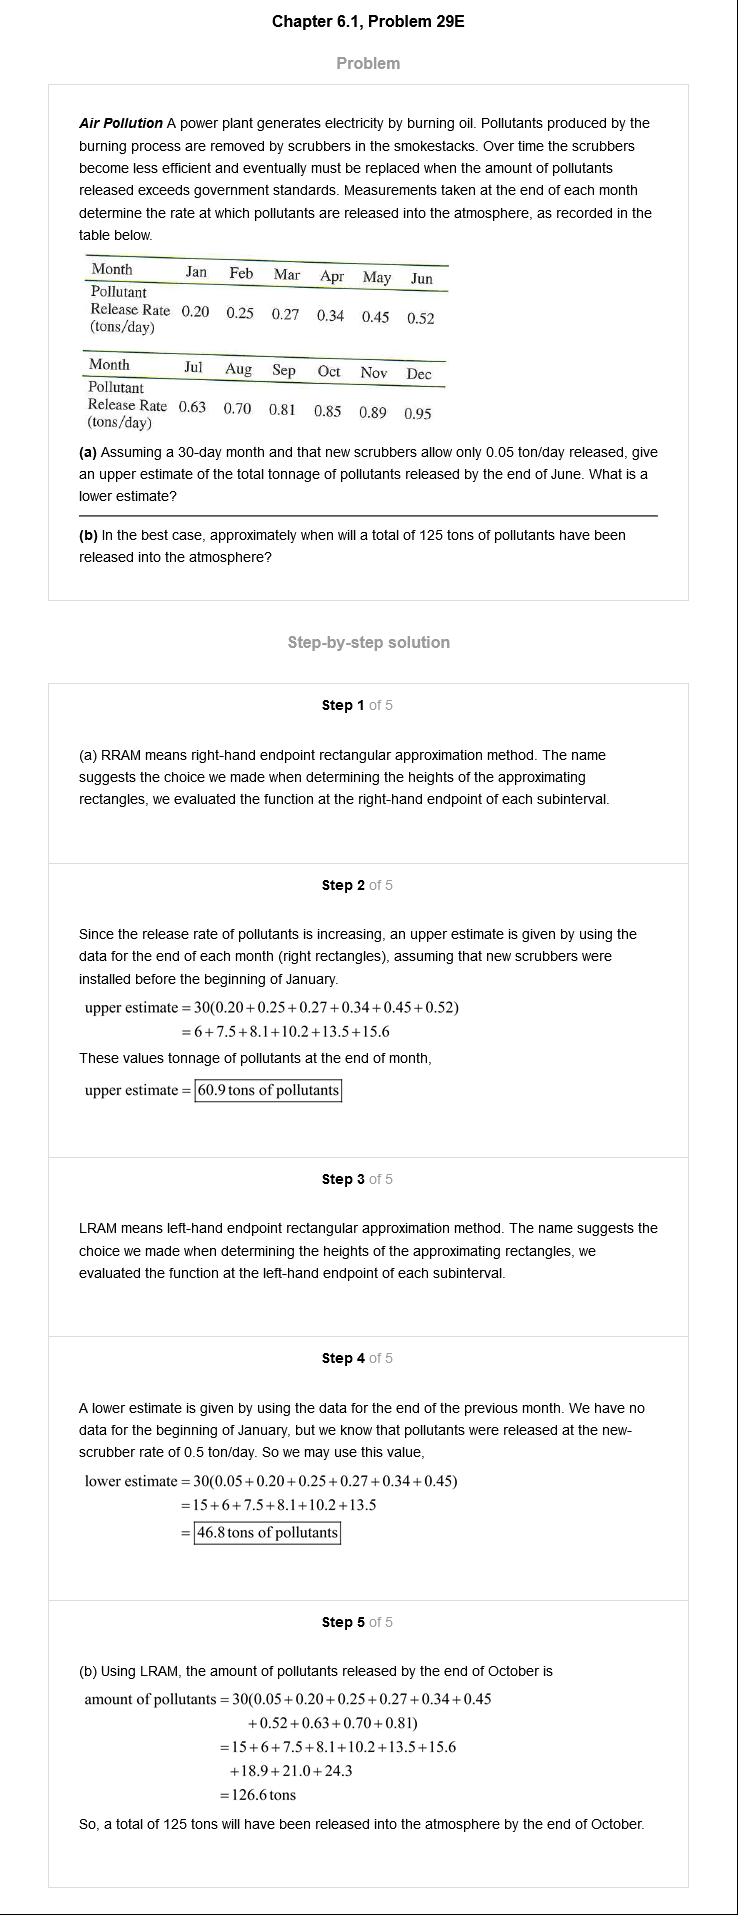 Chapter 6.1, Problem 29E
Problem
Air Pollution A power plant generates electricity by burning oil. Pollutants produced by the
burning process are removed by scrubbers in the smokestacks. Over time the scrubbers
become less efficient and eventually must be replaced when the amount of pollutants
released exceeds government standards. Measurements taken at the end of each month
determine the rate at which pollutants are released into the atmosphere, as recorded in the
table below.
Month Jan Feb Mar Apr May Jun
Pollutant
Release Rate 0.20 0.25 0.27 0.34 0.45 0.52
(tons/day)
Month Jul Aug Sep Oct Nov Dec
Pollutant
Release Rate 0.63 0.70 0.81 0.85 0.89 0.95
(tons/day)
(a) Assuming a 30-day month and that new scrubbers allow only 0.05 ton/day released, give
an upper estimate of the total tonnage of pollutants released by the end of June. What is a
lower estimate?
(b) In the best case, approximately when will a total of 125 tons of pollutants have been
released into the atmosphere?
Step-by-step solution
Step 1 of 5
(a) RRAM means right-hand endpoint rectangular approximation method. The name
suggests the choice we made when determining the heights of the approximating
rectangles, we evaluated the function at the right-hand endpoint of each subinterval.
Step 2 of 5
Since the release rate of pollutants is increasing, an upper estimate is given by using the
data for the end of each month (right rectangles), assuming that new scrubbers were
installed before the beginning of January.
upper estimate = 30(0.20+0.25+0.27+0.34+0.45+0.52)
= 6+7.5+8.1+10.2+13.5+15.6
These values tonnage of pollutants at the end of month,
upper estimate = 60.9 tons of pollutants
Step 3 of 5
LRAM means left-hand endpoint rectangular approximation method. The name suggests the
choice we made when determining the heights of the approximating rectangles, we
evaluated the function at the left-hand endpoint of each subinterval.
Step 4 of 5
A lower estimate is given by using the data for the end of the previous month. We have no
data for the beginning of January, but we know that pollutants were released at the new-
scrubber rate of 0.5 ton/day. So we may use this value,
lower estimate = 30(0.05+0.20+0.25+0.27+0.34+0.45)
=15+6+7.5+8.1+10.2+13.5
= 46.8 tons of pollutants
Step 5 of 5
(b) Using LRAM, the amount of pollutants released by the end of October is
amount of pollutants = 30(0.05+0.20+0.25+0.27+0.34+0.45
+0.52+0.63+0.70+0.81)
=15+6+7.5+8.1+10.2+13.5+15.6
+18.9+21.0+24.3
=126.6 tons
So, a total of 125 tons will have been released into the atmosphere by the end of October.